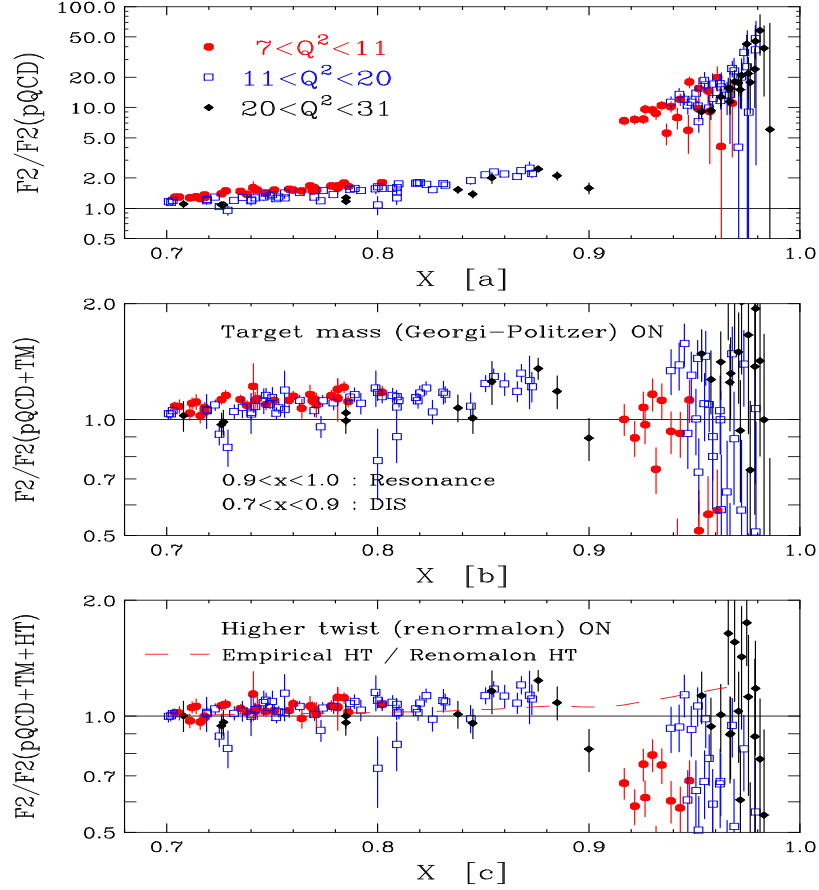 100.0
50.0
20.0
10.0
5.0
2.0
1.0
0.5
F2/F2(pQCD)
7<Q²<11
11<Q²<20
20<Q²<31
0.7 0.8 0.9 1.0
X [a]
2.0
1.0
0.7
0.5
F2/F2(pQCD+TM)
Target mass (Georgi-Politzer) ON
0.9<x<1.0 : Resonance
0.7<x<0.9 : DIS
0.7 0.8 0.9 1.0
X [b]
2.0
1.0
0.7
0.5
F2/F2(pQCD+TM+HT)
Higher twist (renormalon) ON
Empirical HT / Renomalon HT
0.7 0.8 0.9 1.0
X [c]